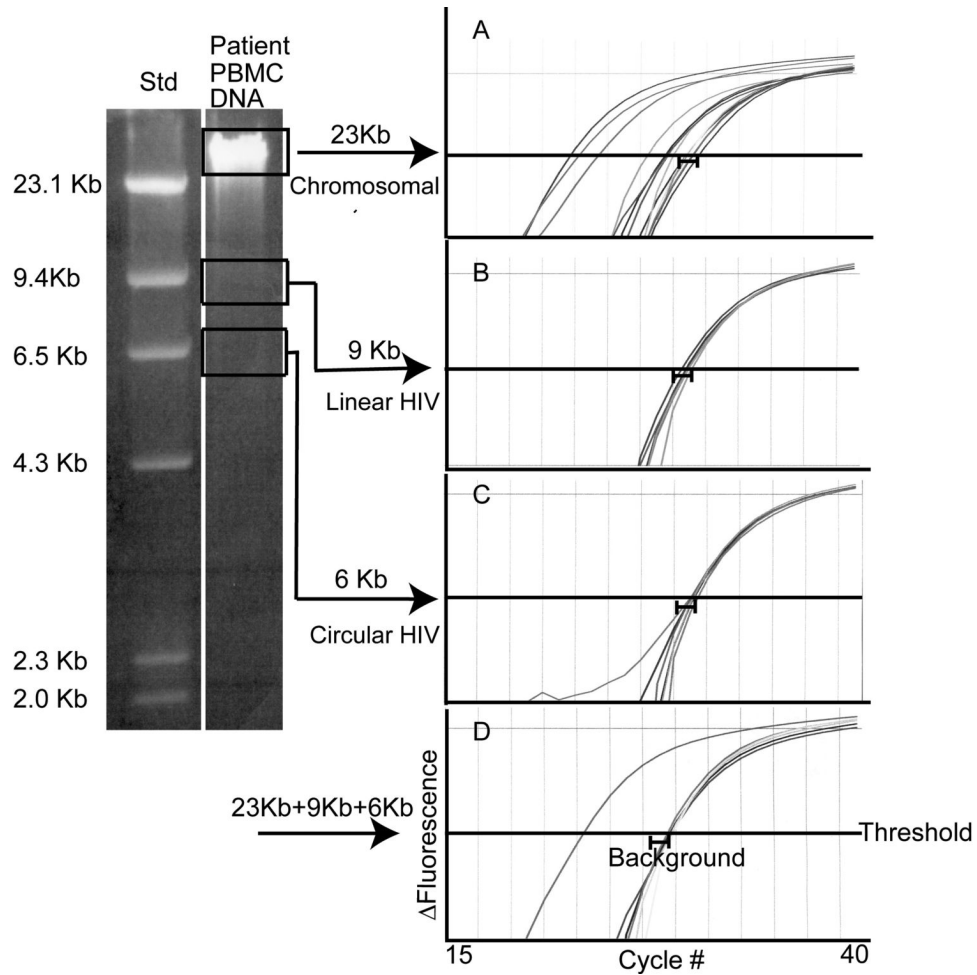 Std
Patient
PBMC
DNA
23.1 Kb
9.4Kb
6.5 Kb
4.3 Kb
2.3 Kb
2.0 Kb
23Kb
Chromosomal
9 Kb
Linear HIV
6 Kb
Circular HIV
23Kb+9Kb+6Kb
A
B
C
D
Threshold
Background
ΔFluorescence
15
Cycle #
40